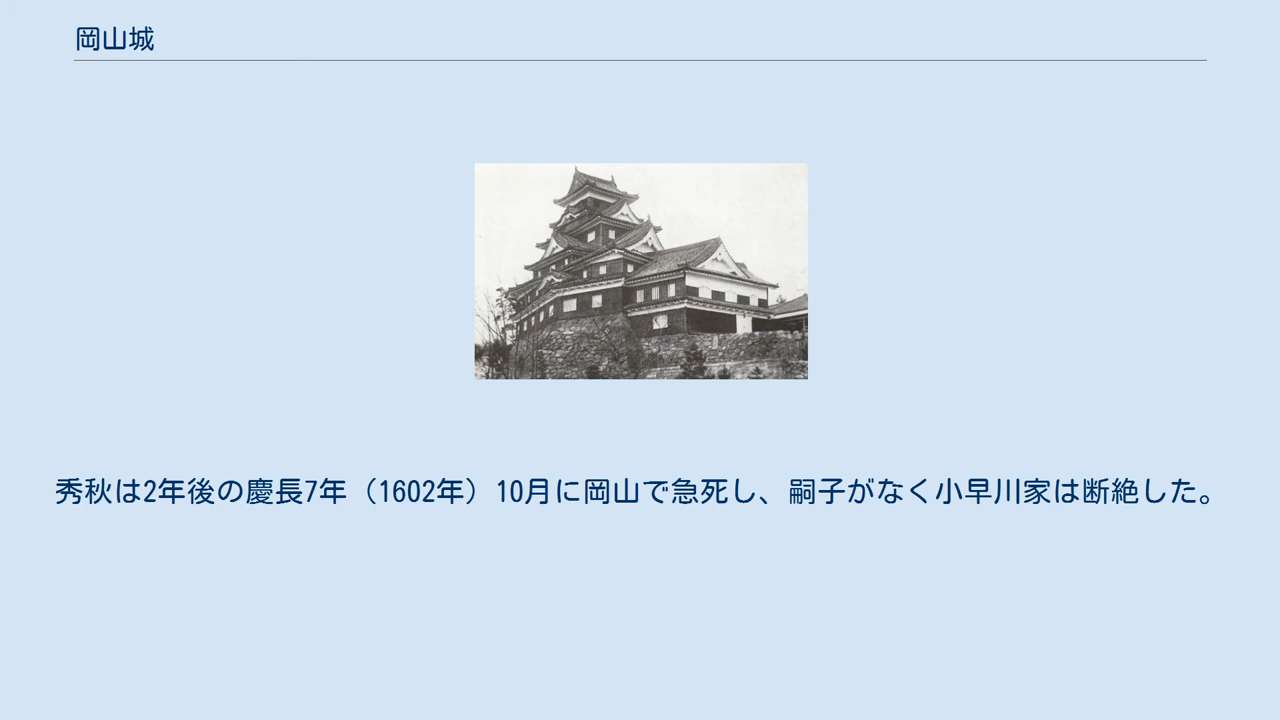 岡山城
秀秋は2年後の慶長7年（1602年）10月に岡山で急死し、嗣子がなく小早川家は断絶した。